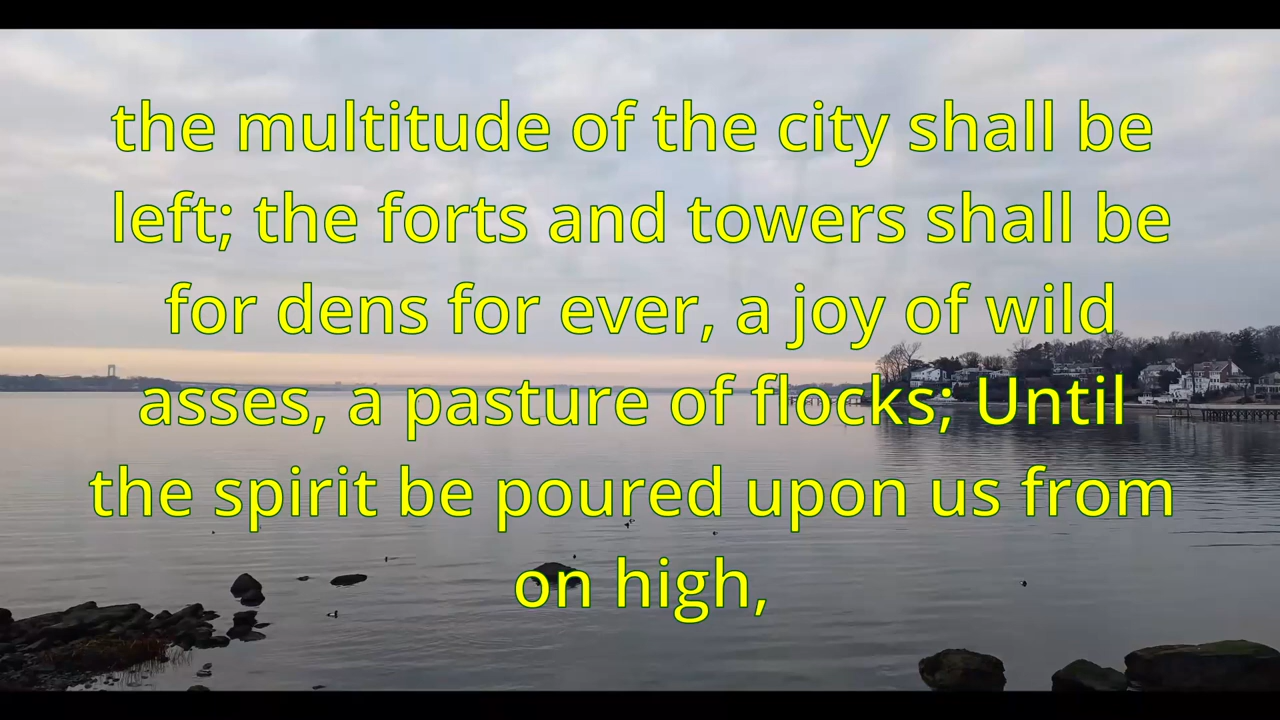 the multitude of the city shall be
left; the forts and towers shall be
for dens for ever, a joy of wild
asses, a pasture of flocks; Until
the spirit be poured upon us from
on high,